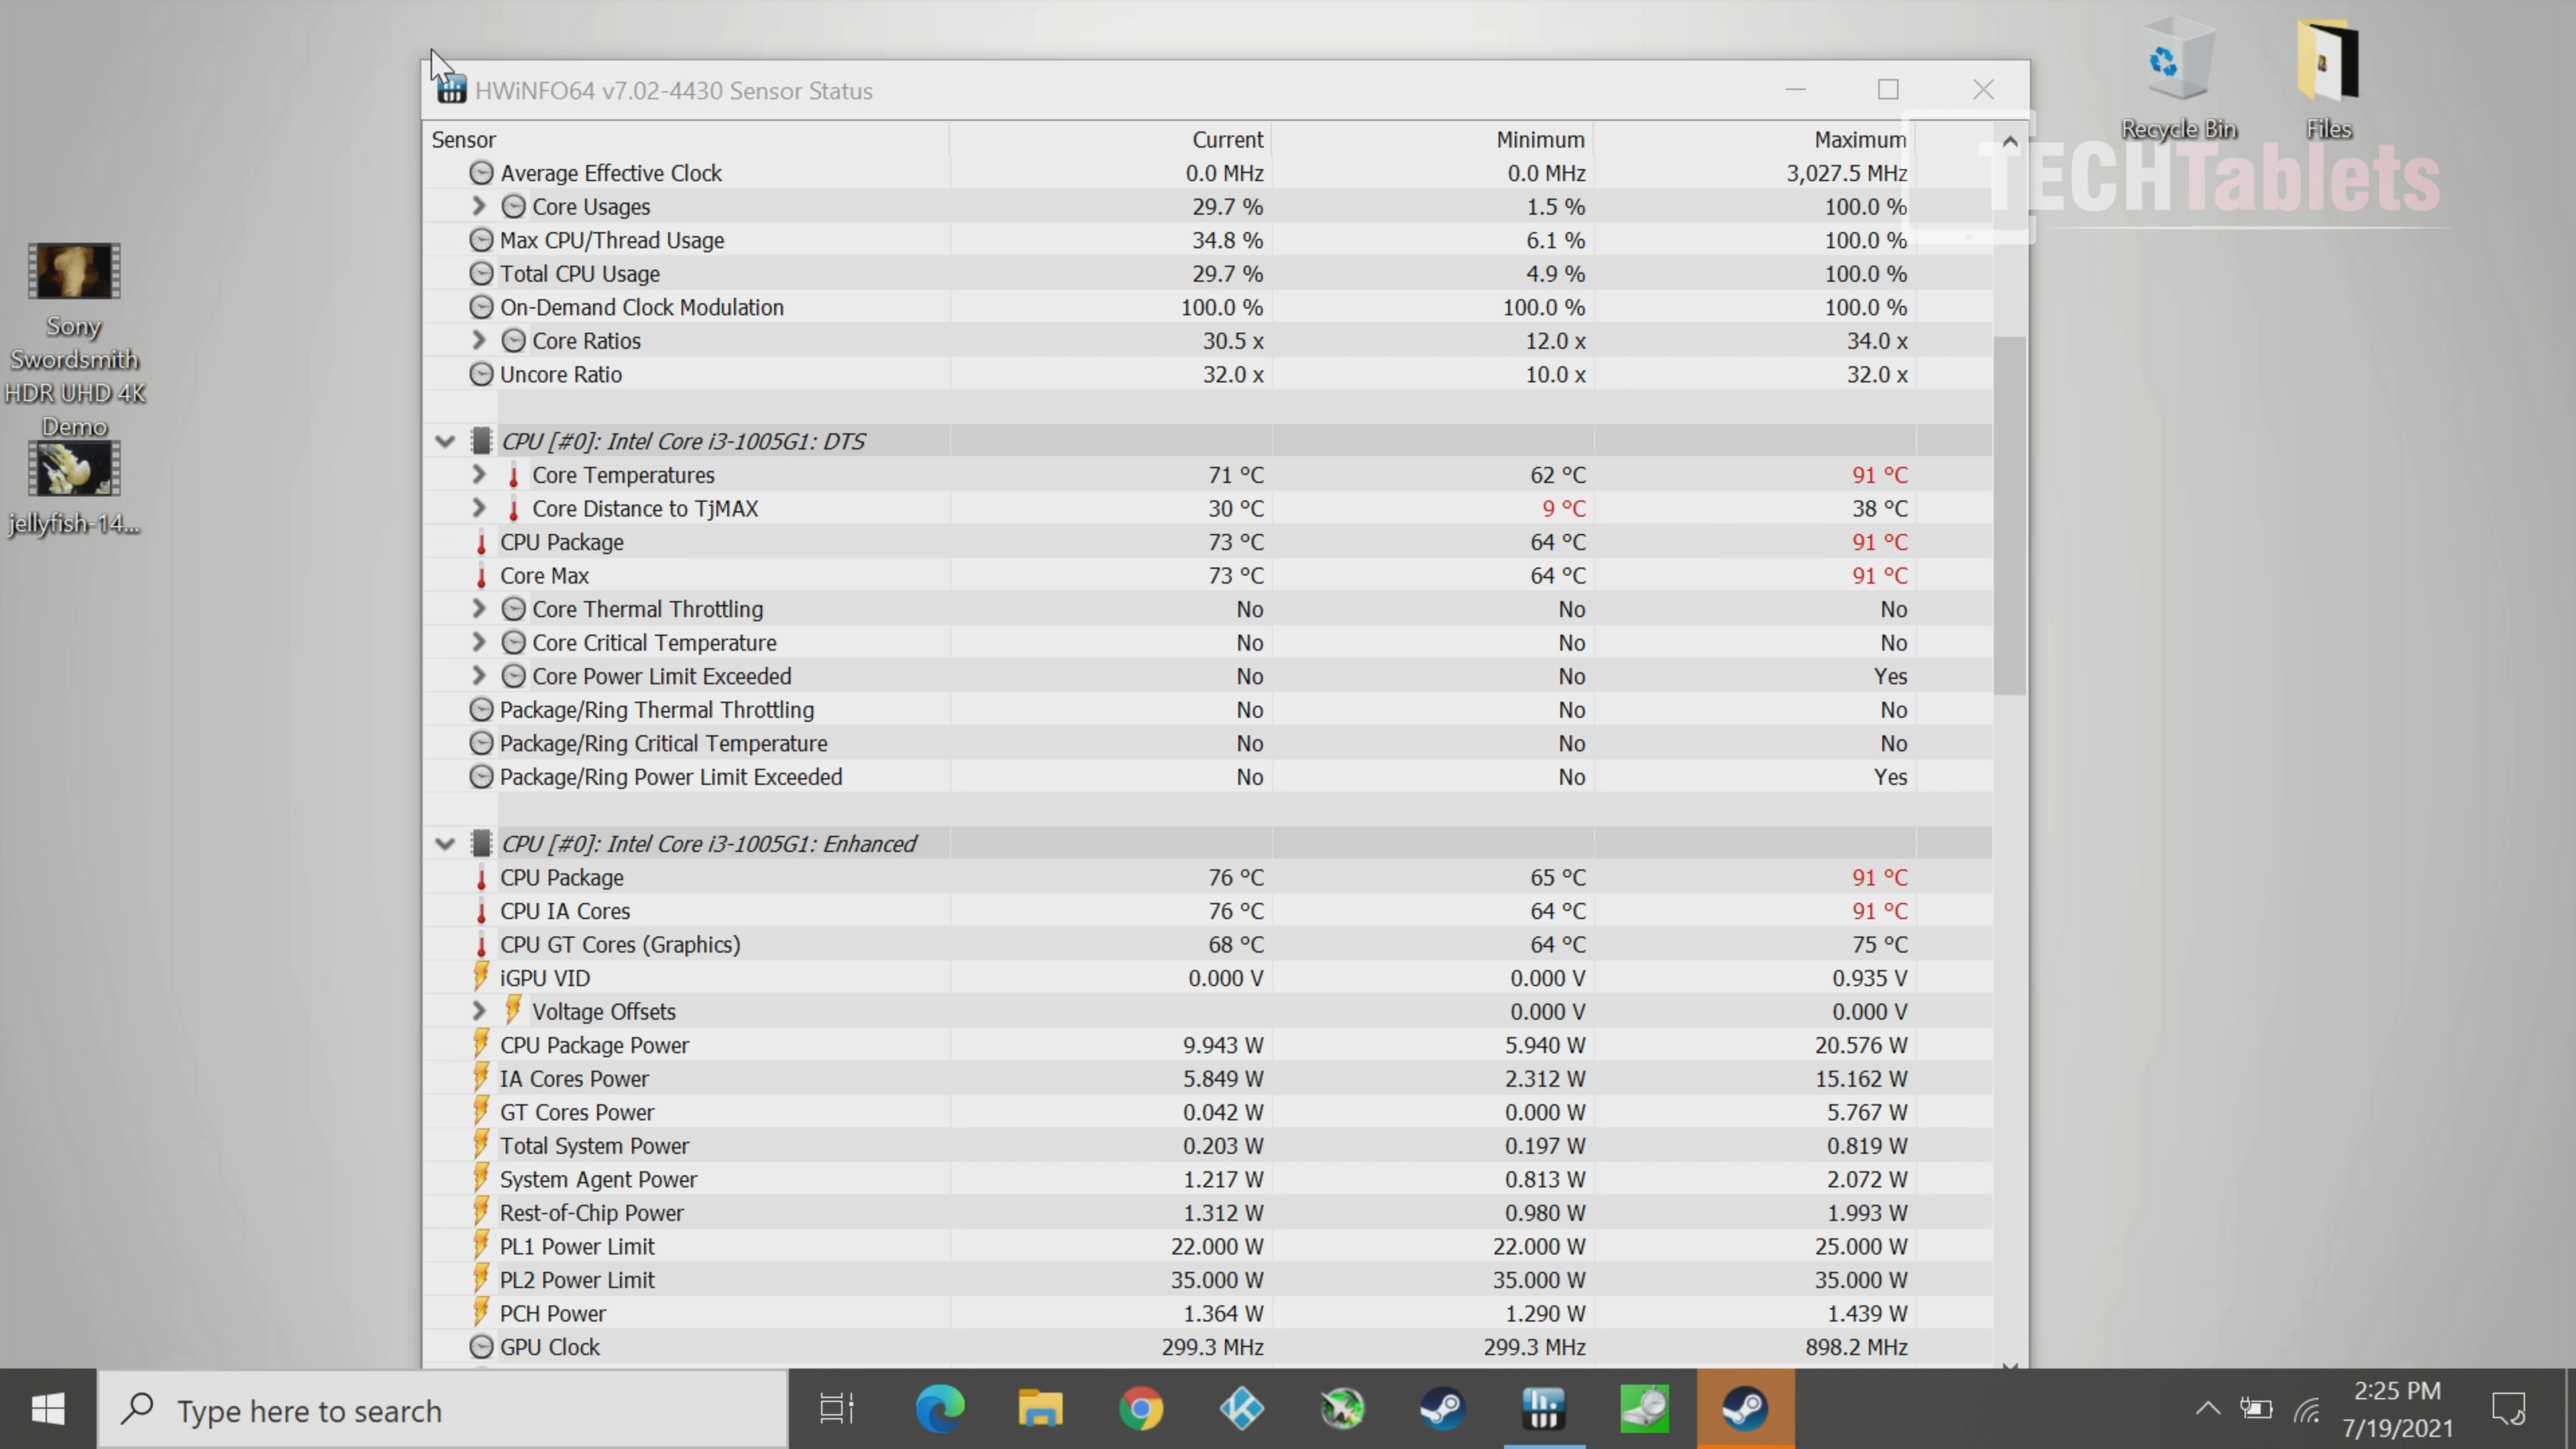 HWiNFO64 v7.02-4430 Sensor Status
Recycle Bin
Files
TECHTablets
Sony
Swordsmith
HDR UHD 4K
Demo
jellyfish-14...
Sensor Current Minimum Maximum
Average Effective Clock 0.0 MHz 0.0 MHz 3,027.5 MHz
Core Usages 29.7 % 1.5 % 100.0 %
Max CPU/Thread Usage 34.8 % 6.1 % 100.0 %
Total CPU Usage 29.7 % 4.9 % 100.0 %
On-Demand Clock Modulation 100.0 % 100.0 % 100.0 %
Core Ratios 30.5 x 12.0 x 34.0 x
Uncore Ratio 32.0 x 10.0 x 32.0 x
CPU [#0]: Intel Core i3-1005G1: DTS
Core Temperatures 71 °C 62 °C 91 °C
Core Distance to TjMAX 30 °C 9 °C 38 °C
CPU Package 73 °C 64 °C 91 °C
Core Max 73 °C 64 °C 91 °C
Core Thermal Throttling No No No
Core Critical Temperature No No No
Core Power Limit Exceeded No No Yes
Package/Ring Thermal Throttling No No No
Package/Ring Critical Temperature No No No
Package/Ring Power Limit Exceeded No No Yes
CPU [#0]: Intel Core i3-1005G1: Enhanced
CPU Package 76 °C 65 °C 91 °C
CPU IA Cores 76 °C 64 °C 91 °C
CPU GT Cores (Graphics) 68 °C 64 °C 75 °C
iGPU VID 0.000 V 0.000 V 0.935 V
Voltage Offsets 0.000 V 0.000 V
CPU Package Power 9.943 W 5.940 W 20.576 W
IA Cores Power 5.849 W 2.312 W 15.162 W
GT Cores Power 0.042 W 0.000 W 5.767 W
Total System Power 0.203 W 0.197 W 0.819 W
System Agent Power 1.217 W 0.813 W 2.072 W
Rest-of-Chip Power 1.312 W 0.980 W 1.993 W
PL1 Power Limit 22.000 W 22.000 W 25.000 W
PL2 Power Limit 35.000 W 35.000 W 35.000 W
PCH Power 1.364 W 1.290 W 1.439 W
GPU Clock 299.3 MHz 299.3 MHz 898.2 MHz
Type here to search
2:25 PM
7/19/2021